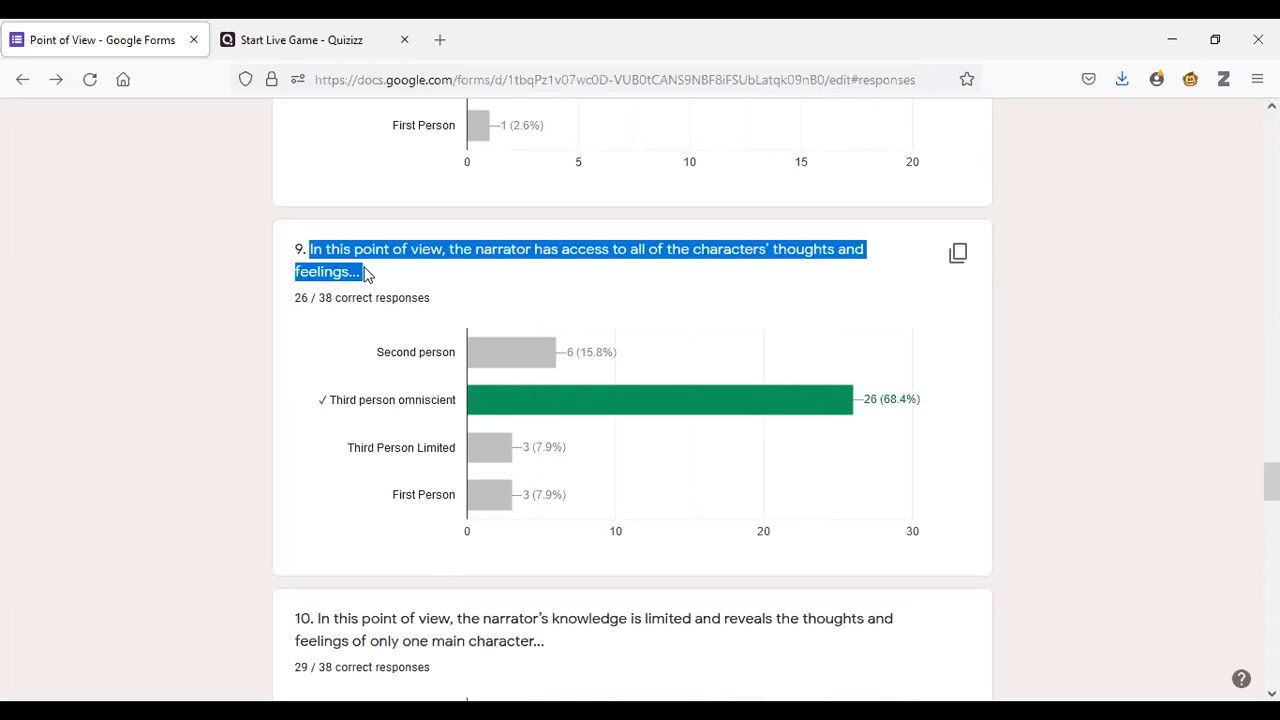 Point of View - Google Forms
Start Live Game - Quizizz
https://docs.google.com/forms/d/1tbqPz1v07wc0D-VUB0tCANS9NBF8iFSUbLatqk09nB0/edit#responses
First Person
1 (2.6%)
0 5 10 15 20
9. In this point of view, the narrator has access to all of the characters’ thoughts and
feelings...
26 / 38 correct responses
Second person
6 (15.8%)
✓ Third person omniscient
26 (68.4%)
Third Person Limited
3 (7.9%)
First Person
3 (7.9%)
0 10 20 30
10. In this point of view, the narrator’s knowledge is limited and reveals the thoughts and
feelings of only one main character...
29 / 38 correct responses